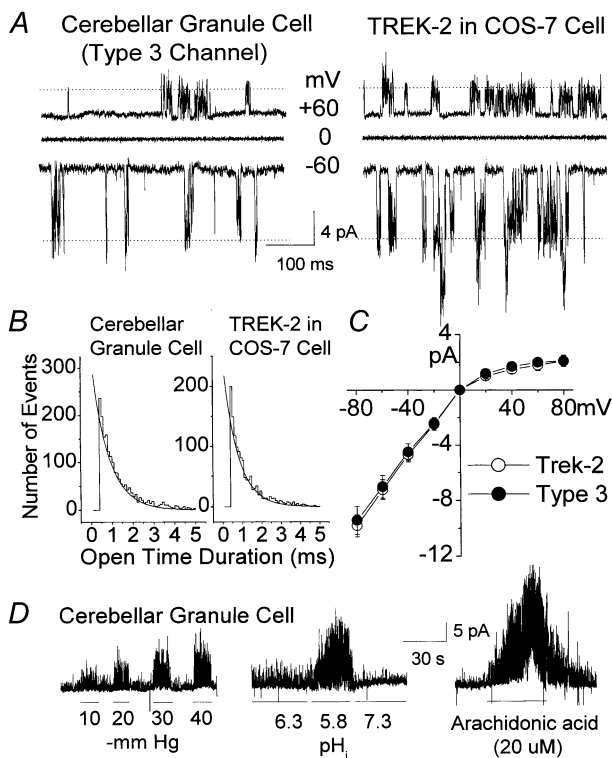 A
Cerebellar Granule Cell
(Type 3 Channel)
TREK-2 in COS-7 Cell
mV
+60
0
-60
4 pA
100 ms
B
Cerebellar
Granule Cell
TREK-2 in
COS-7 Cell
Number of Events
300
200
100
0
200
100
0
0 1 2 3 4 5
0 1 2 3 4 5
Open Time Duration (ms)
C
4
pA
-80 -40 40 80mV
-4
-8
-12
Trek-2
Type 3
D
Cerebellar Granule Cell
5 pA
30 s
10 20 30 40
-mm Hg
6.3 5.8 7.3
pHi
Arachidonic acid
(20 uM)